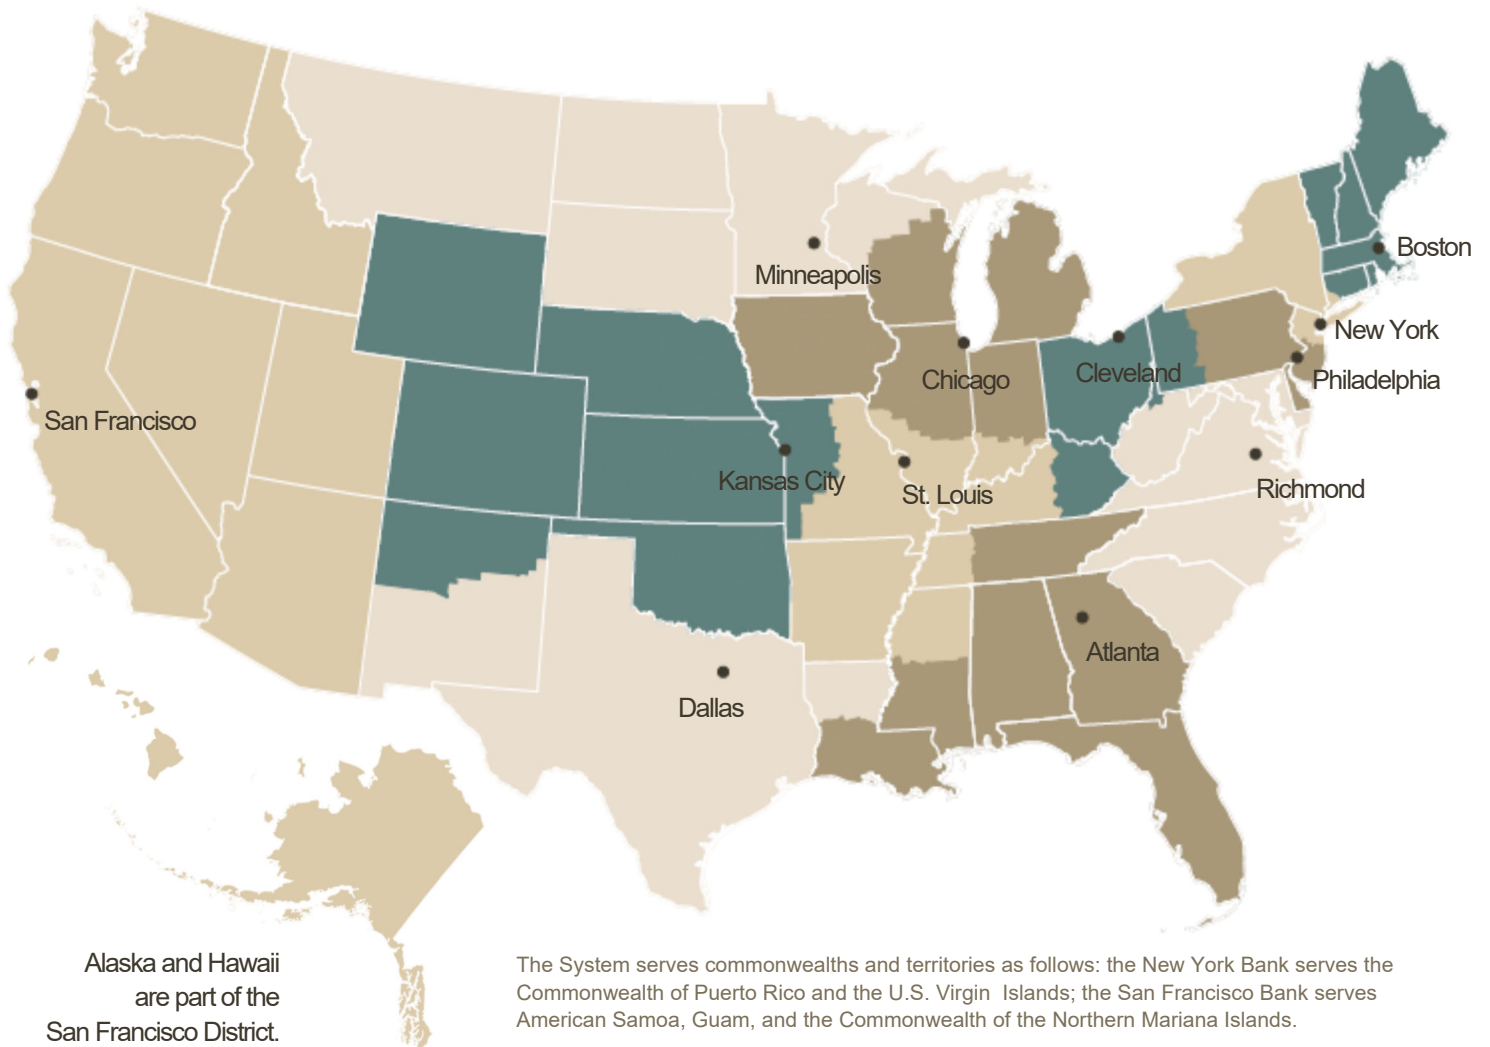 Boston
Minneapolis
New York
Chicago
Cleveland
Philadelphia
San Francisco
Kansas City
St. Louis
Richmond
Atlanta
Dallas
Alaska and Hawaii
are part of the
San Francisco District.
The System serves commonwealths and territories as follows: the New York Bank serves the
Commonwealth of Puerto Rico and the U.S. Virgin  Islands; the San Francisco Bank serves
American Samoa, Guam, and the Commonwealth of the Northern Mariana Islands.